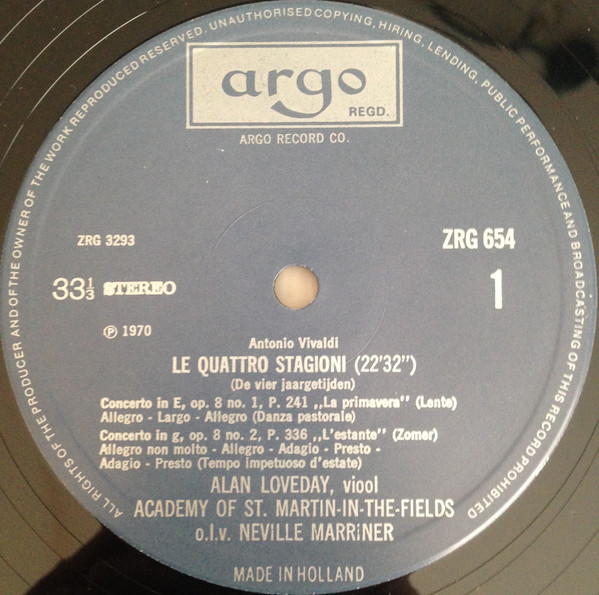 ALL RIGHTS OF THE PRODUCER AND OF THE OWNER OF THE WORK REPRODUCED RESERVED. UNAUTHORISED COPYING, HIRING, LENDING, PUBLIC PERFORMANCE AND BROADCASTING OF THIS RECORD PROHIBITED
argo
REGD.
ARGO RECORD CO.
ZRG 3293
ZRG 654
33⅓ STEREO
1
Ⓟ 1970
Antonio Vivaldi
LE QUATTRO STAGIONI (22'32")
(De vier jaargetijden)
Concerto in E, op. 8 no. 1, P. 241 ,,La primavera" (Lente)
Allegro - Largo - Allegro (Danza pastorale)
Concerto in g, op. 8 no. 2, P. 336 ,,L'estante" (Zomer)
Allegro non molto - Allegro - Adagio - Presto -
Adagio - Presto (Tempo impetuoso d'estate)
ALAN LOVEDAY, viool
ACADEMY OF ST. MARTIN-IN-THE-FIELDS
o.l.v. NEVILLE MARRINER
MADE IN HOLLAND